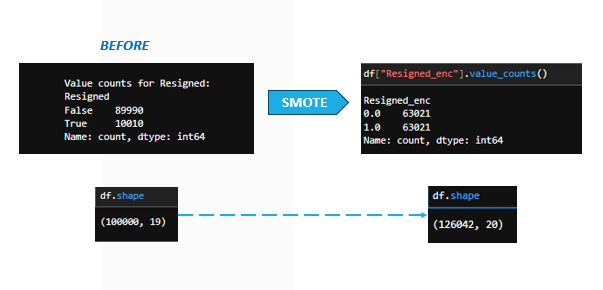 BEFORE
Value counts for Resigned:
Resigned
False    89990
True     10010
Name: count, dtype: int64
SMOTE
df["Resigned_enc"].value_counts()
Resigned_enc
0.0    63021
1.0    63021
Name: count, dtype: int64
df.shape
(100000, 19)
df.shape
(126042, 20)